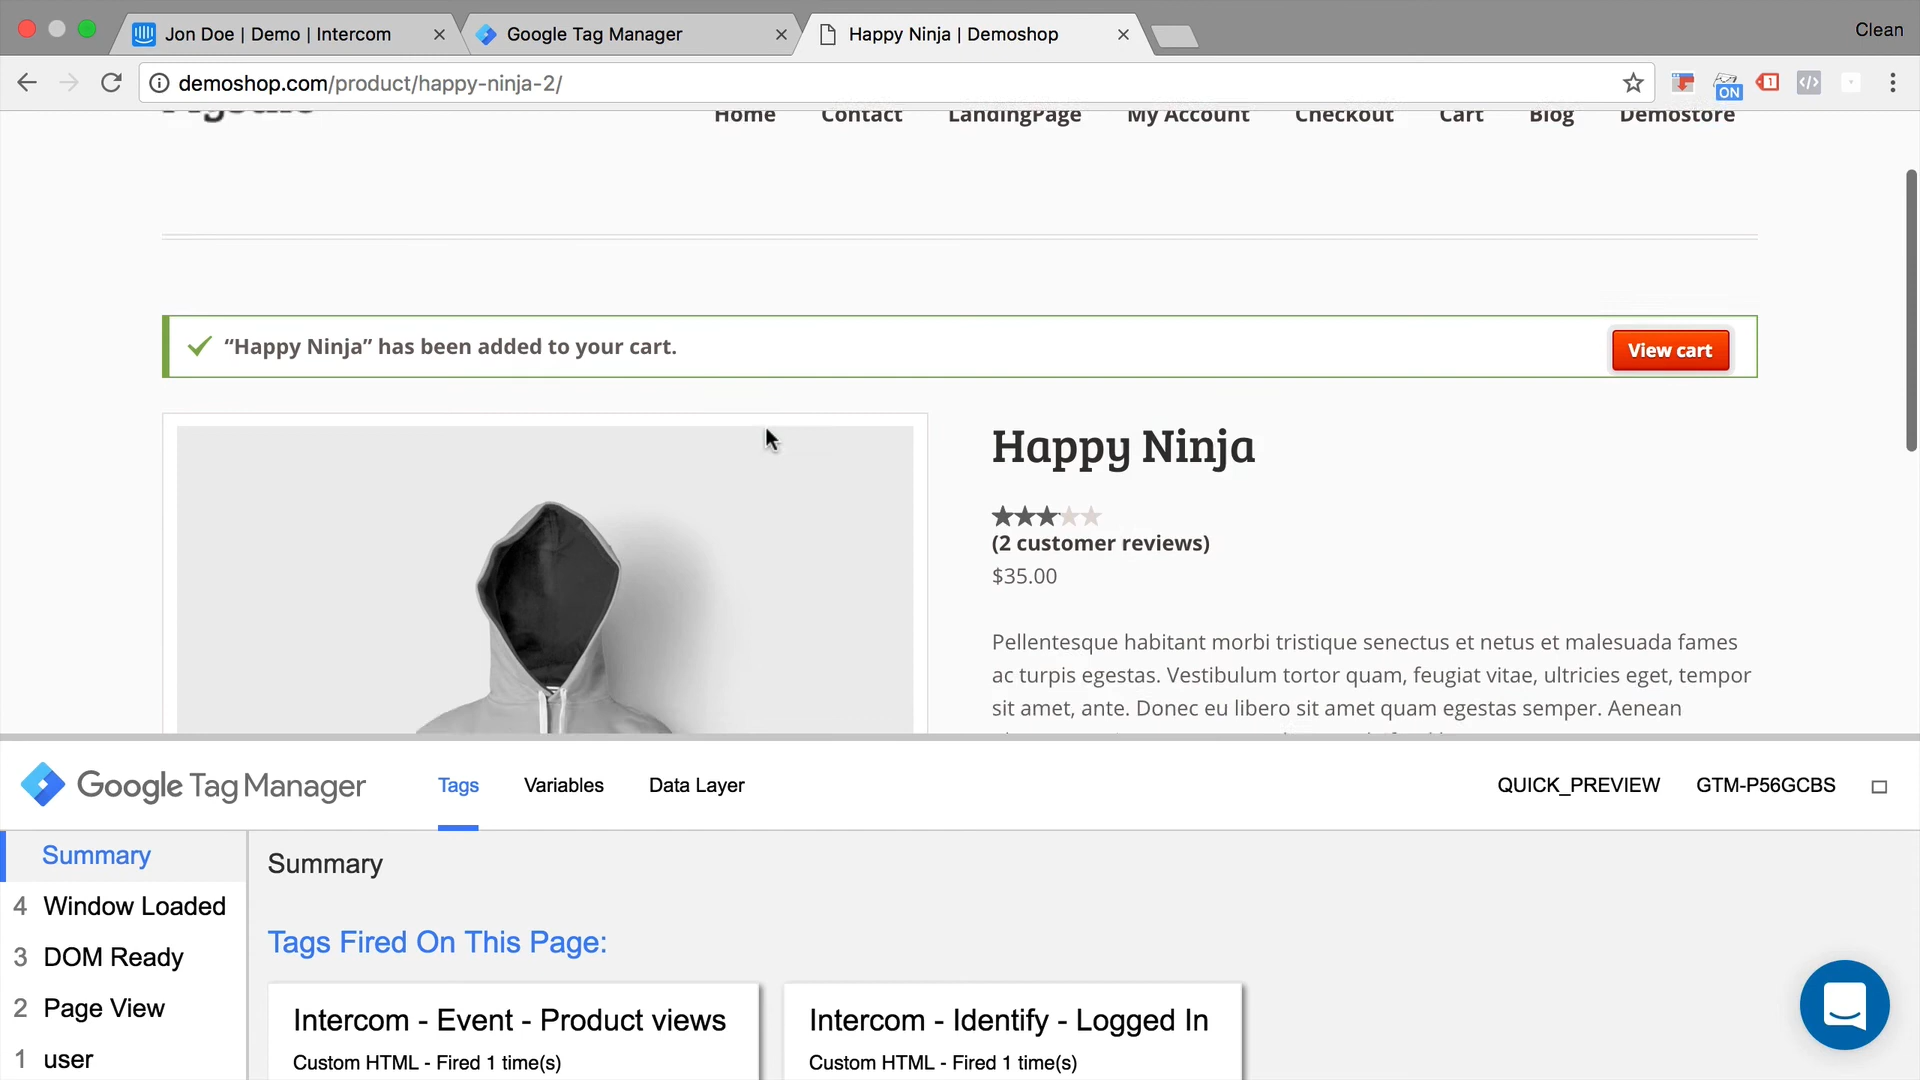 Jon Doe | Demo | Intercom
Google Tag Manager
Happy Ninja | Demoshop
Clean
demoshop.com/product/happy-ninja-2/
ON
1
Home Contact LandingPage My Account Checkout Cart Blog Demostore
“Happy Ninja” has been added to your cart.
View cart
Happy Ninja
(2 customer reviews)
$35.00
Pellentesque habitant morbi tristique senectus et netus et malesuada fames
ac turpis egestas. Vestibulum tortor quam, feugiat vitae, ultricies eget, tempor
sit amet, ante. Donec eu libero sit amet quam egestas semper. Aenean
Google Tag Manager
Tags Variables Data Layer
QUICK_PREVIEW GTM-P56GCBS
Summary
4 Window Loaded
3 DOM Ready
2 Page View
1 user
Summary
Tags Fired On This Page:
Intercom - Event - Product views
Custom HTML - Fired 1 time(s)
Intercom - Identify - Logged In
Custom HTML - Fired 1 time(s)